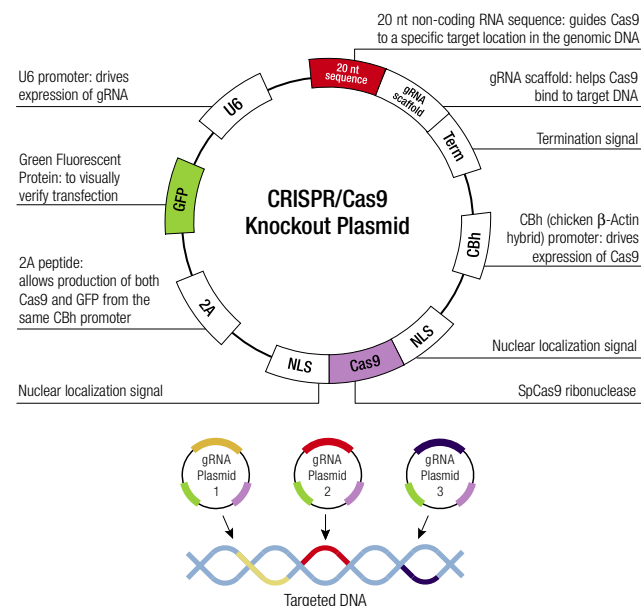 20 nt non-coding RNA sequence: guides Cas9
to a specific target location in the genomic DNA
U6 promoter: drives
expression of gRNA
gRNA scaffold: helps Cas9
bind to target DNA
Termination signal
Green Fluorescent
Protein: to visually
verify transfection
CBh (chicken β-Actin
hybrid) promoter: drives
expression of Cas9
2A peptide:
allows production of both
Cas9 and GFP from the
same CBh promoter
Nuclear localization signal
Nuclear localization signal
SpCas9 ribonuclease
20 nt
sequence
gRNA
scaffold
Term
CBh
NLS
Cas9
NLS
2A
GFP
U6
CRISPR/Cas9
Knockout Plasmid
gRNA
Plasmid
1
gRNA
Plasmid
2
gRNA
Plasmid
3
Targeted DNA